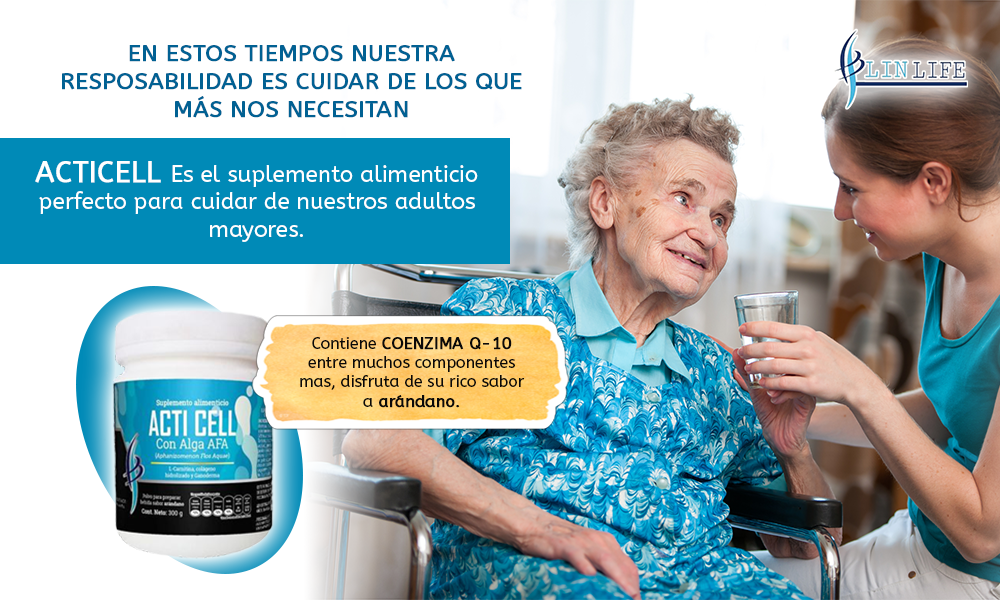 EN ESTOS TIEMPOS NUESTRA
RESPOSABILIDAD ES CUIDAR DE LOS QUE
MÁS NOS NECESITAN
LIN LIFE
ACTICELL Es el suplemento alimenticio
perfecto para cuidar de nuestros adultos
mayores.
Contiene COENZIMA Q-10
entre muchos componentes
mas, disfruta de su rico sabor
a arándano.
Suplemento alimenticio
ACTI CELL
Con Alga AFA
(Aphanizomenon Flos Aquae)
L-Carnitina, colágeno
hidrolizado y Ganoderma
Polvo para preparar
bebida sabor arándano
Cont. Neto: 300 g